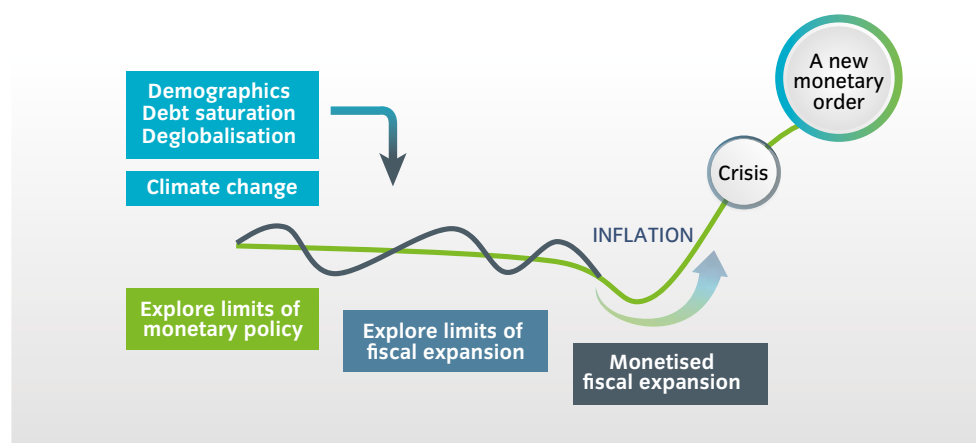 Demographics
Debt saturation
Deglobalisation
Climate change
Explore limits of
monetary policy
Explore limits of
fiscal expansion
Monetised
fiscal expansion
INFLATION
Crisis
A new
monetary
order